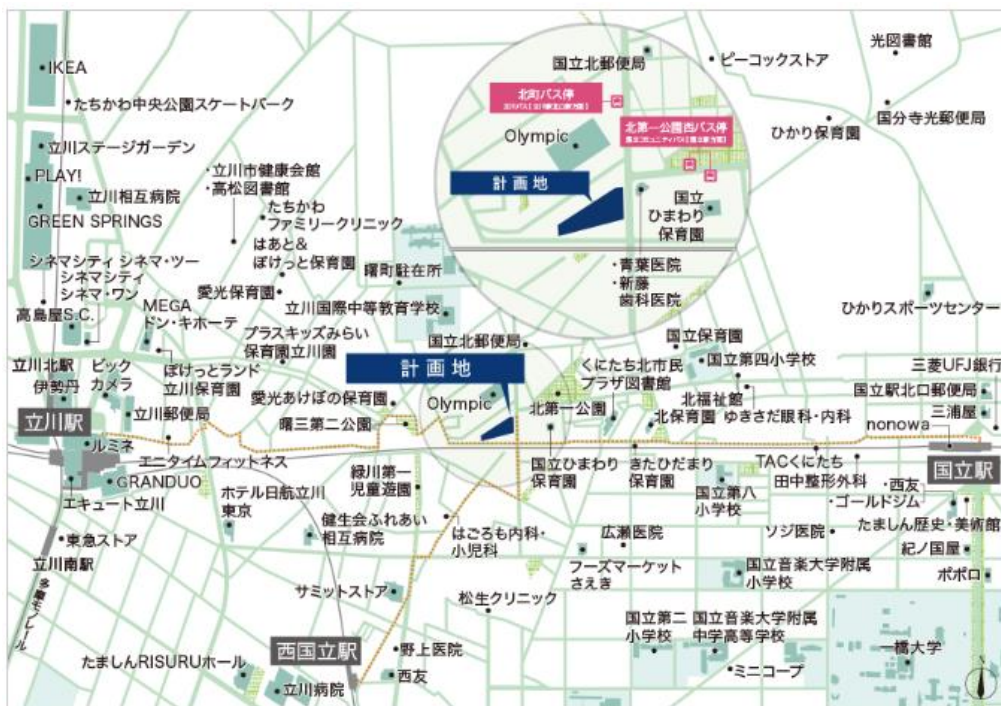 IKEA
たちかわ中央公園スケートパーク
立川ステージガーデン
PLAY!
立川相互病院
GREEN SPRINGS
・立川市健康会館
・高松図書館
たちかわ
ファミリークリニック
はあと&
ぽけっと保育園
愛光保育園
シネマシティ シネマ・ツー
シネマシティ
シネマ・ワン
高島屋S.C.
MEGA
ドン・キホーテ
プラスキッズみらい
保育園立川園
ぽけっとランド
立川保育園
立川北駅
伊勢丹
ビック
カメラ
立川郵便局
立川駅
ルミネ
エニタイムフィットネス
GRANDUO
エキュート立川
東急ストア
立川南駅
多摩モノレール
ホテル日航立川
東京
健生会ふれあい
相互病院
サミットストア
たましんRISURUホール
立川病院
西国立駅
野上医院
西友
松生クリニック
はごろも内科・
小児科
緑川第一
児童遊園
曙三第二公園
愛光あけぼの保育園
曙町駐在所
立川国際中等教育学校
国立北郵便局
計画地
Olympic
国立北郵便局
北町バス停
北第一公園西バス停
Olympic
計画地
国立
ひまわり
保育園
・青葉医院
・新藤
歯科医院
ピーコックストア
光図書館
国分寺光郵便局
ひかり保育園
ひかりスポーツセンター
国立保育園
国立第四小学校
くにたち北市民
プラザ図書館
北第一公園
北福祉館
北保育園
ゆきさだ眼科・内科
三菱UFJ銀行
国立駅北口郵便局
三浦屋
nonowa
国立駅
国立ひまわり
保育園
きたひだまり
保育園
TACくにたち
田中整形外科
国立第八
小学校
・西友
・ゴールドジム
たましん歴史・美術館
紀ノ国屋
ポポロ
広瀬医院
ソジ医院
フーズマーケット
さえき
国立音楽大学附属
小学校
国立第二
小学校
国立音楽大学附属
中学高等学校
ミニコープ
一橋大学